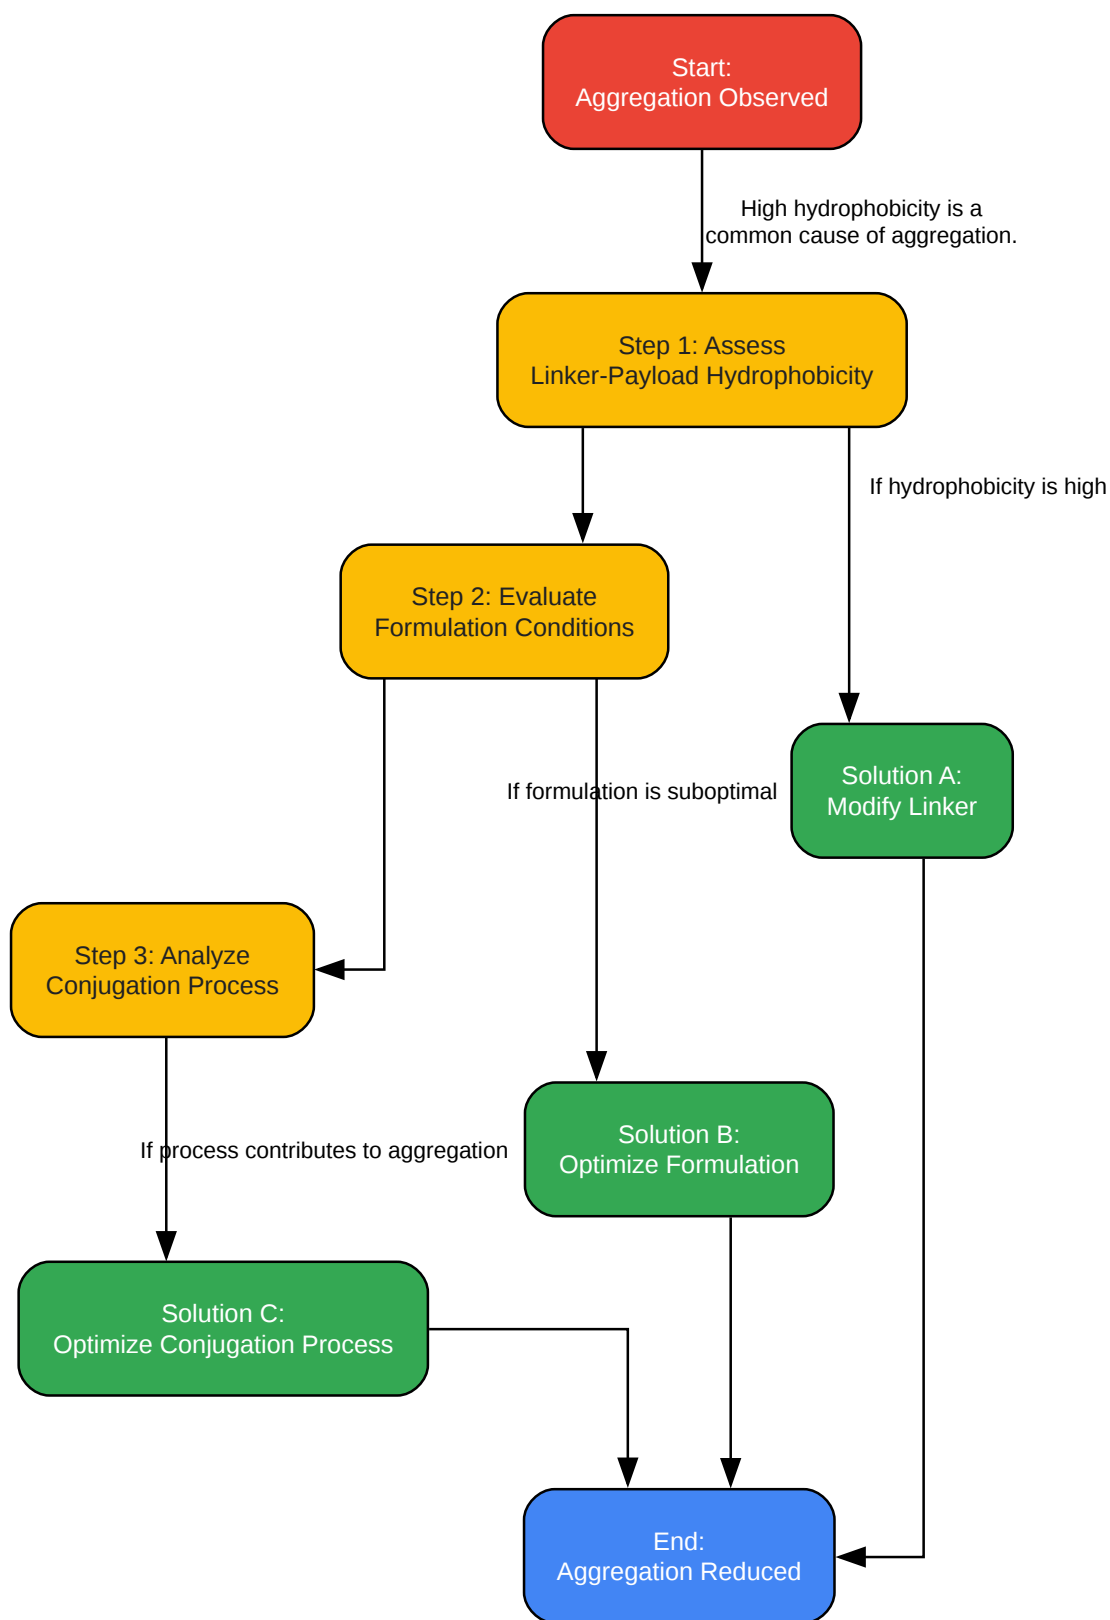 Start:
Aggregation Observed
High hydrophobicity is a
common cause of aggregation.
Step 1: Assess
Linker-Payload Hydrophobicity
If hydrophobicity is high
Step 2: Evaluate
Formulation Conditions
Solution A:
Modify Linker
If formulation is suboptimal
Step 3: Analyze
Conjugation Process
Solution B:
Optimize Formulation
If process contributes to aggregation
Solution C:
Optimize Conjugation Process
End:
Aggregation Reduced